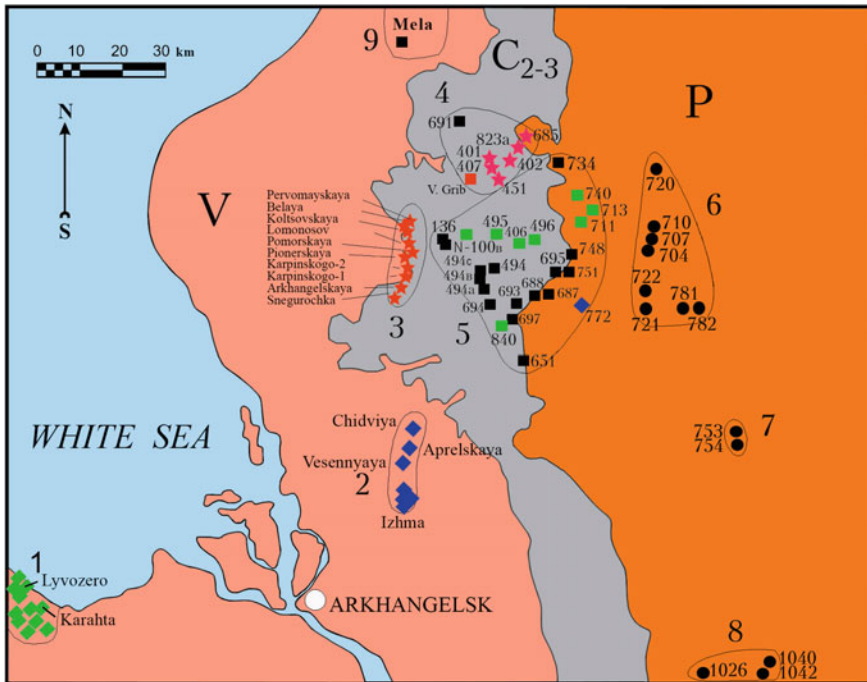 9
Mela
0 10 20 30 km
C2-3
4
P
N
S
691
823a
685
401
407
402
451
V. Grib
734
740
713
711
720
6
710
707
704
722
721
781
782
V
Pervomayskaya
Belaya
Koltsovskaya
Lomonosov
Pomorskaya
Pionerskaya
Karpinskogo-2
Karpinskogo-1
Arkhangelskaya
Snegurochka
3
136
N-100B
495
406
496
748
494c
494
494B
494a
695
751
693
688
687
694
697
772
5
840
651
WHITE SEA
Chidviya
Aprelskaya
Vesennyaya
2
Izhma
753
754
7
1
Lyvozero
Karahta
ARKHANGELSK
8
1026
1040
1042